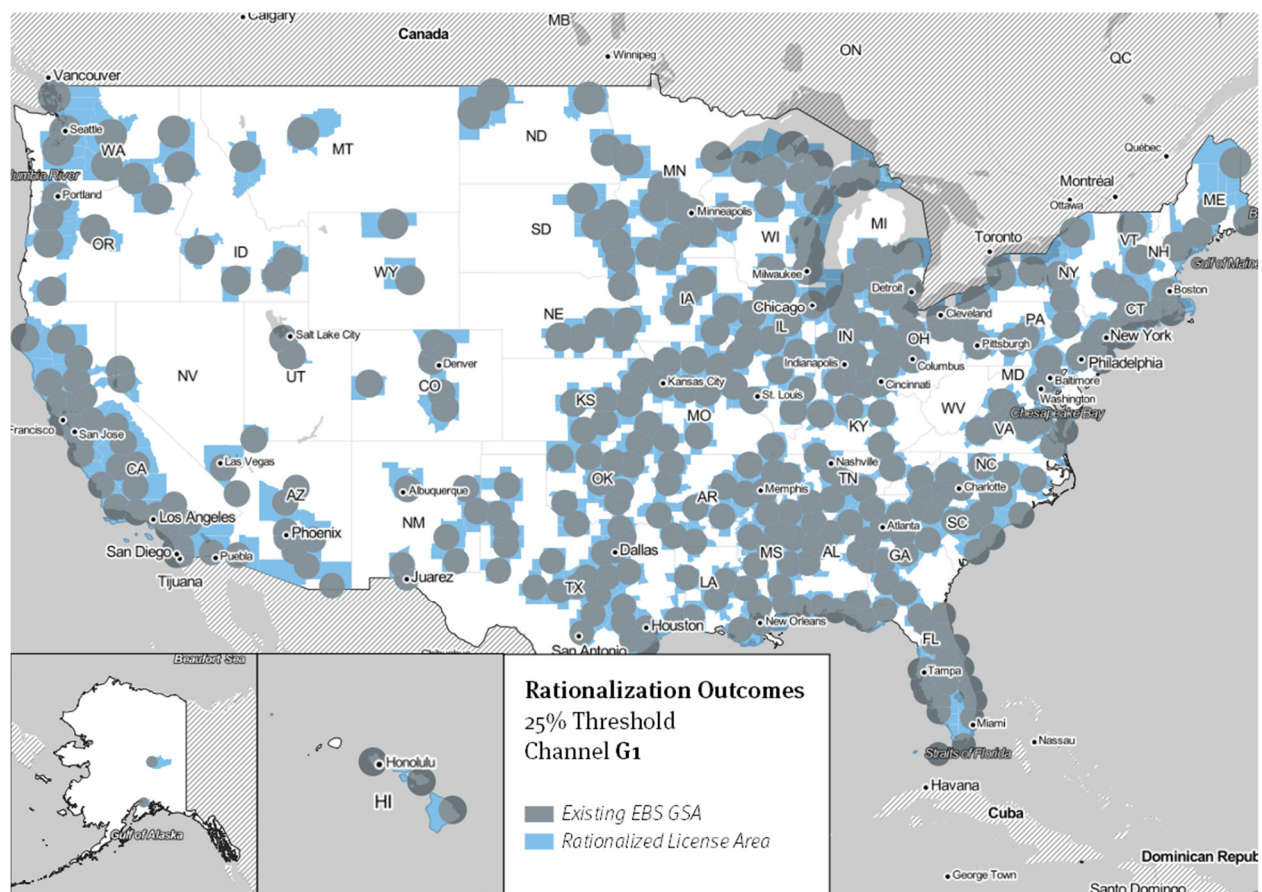 Calgary
MB
Canada
Winnipeg
ON
QC
Vancouver
Seattle
WA
MT
ND
MN
Québec
Montréal
Ottawa
ME
Portland
OR
ID
SD
Minneapolis
WI
MI
Toronto
VT
NH
NY
Gulf of Maine
WY
Milwaukee
Detroit
Boston
IA
Chicago
NE
IL
IN
OH
Cleveland
PA
CT
New York
Salt Lake City
NV
UT
Denver
CO
Indianapolis
Columbus
Pittsburgh
Philadelphia
Kansas City
St. Louis
Cincinnati
MD
Baltimore
Washington
KS
MO
KY
WV
VA
Chesapeake Bay
Francisco
San Jose
CA
Las Vegas
AZ
Albuquerque
NM
OK
AR
Memphis
Nashville
TN
NC
Charlotte
Los Angeles
Phoenix
SC
Atlanta
San Diego
Puebla
Tijuana
Juarez
Dallas
TX
MS
AL
GA
LA
Houston
New Orleans
San Antonio
FL
Tampa
Miami
Straits of Florida
Nassau
Havana
Cuba
Dominican Repub
George Town
Santo Domingo
Beaufort Sea
Gulf of Alaska
Honolulu
HI
Rationalization Outcomes
25% Threshold
Channel G1
Existing EBS GSA
Rationalized License Area